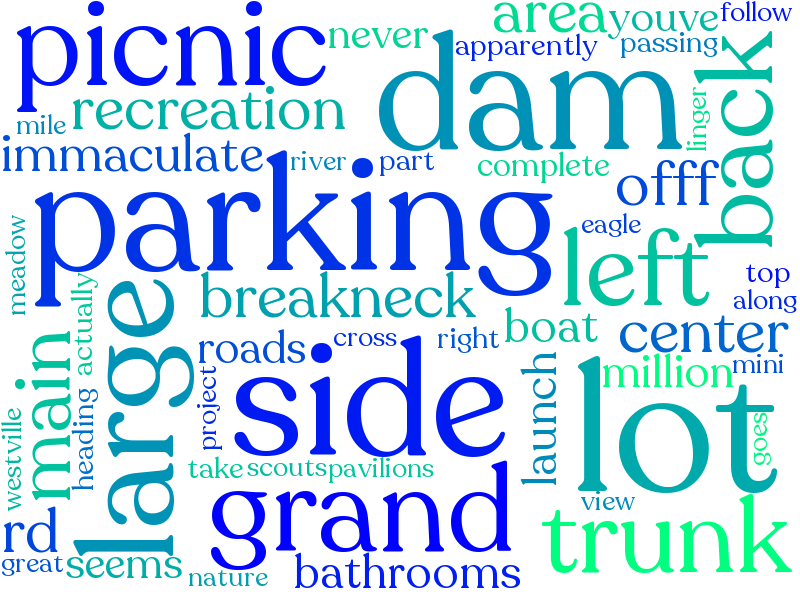 picnic
never
area
youve
follow
apparently
passing
mile
recreation
dam
linger
back
immaculate
river
part
complete
offf
parking
eagle
left
meadow
actually
large
breakneck
top
along
roads
cross
right
boat
center
main
project
side
launch
million
mini
lot
goes
westville
heading
take
scouts
pavilions
grand
view
trunk
rd
great
seems
nature
bathrooms